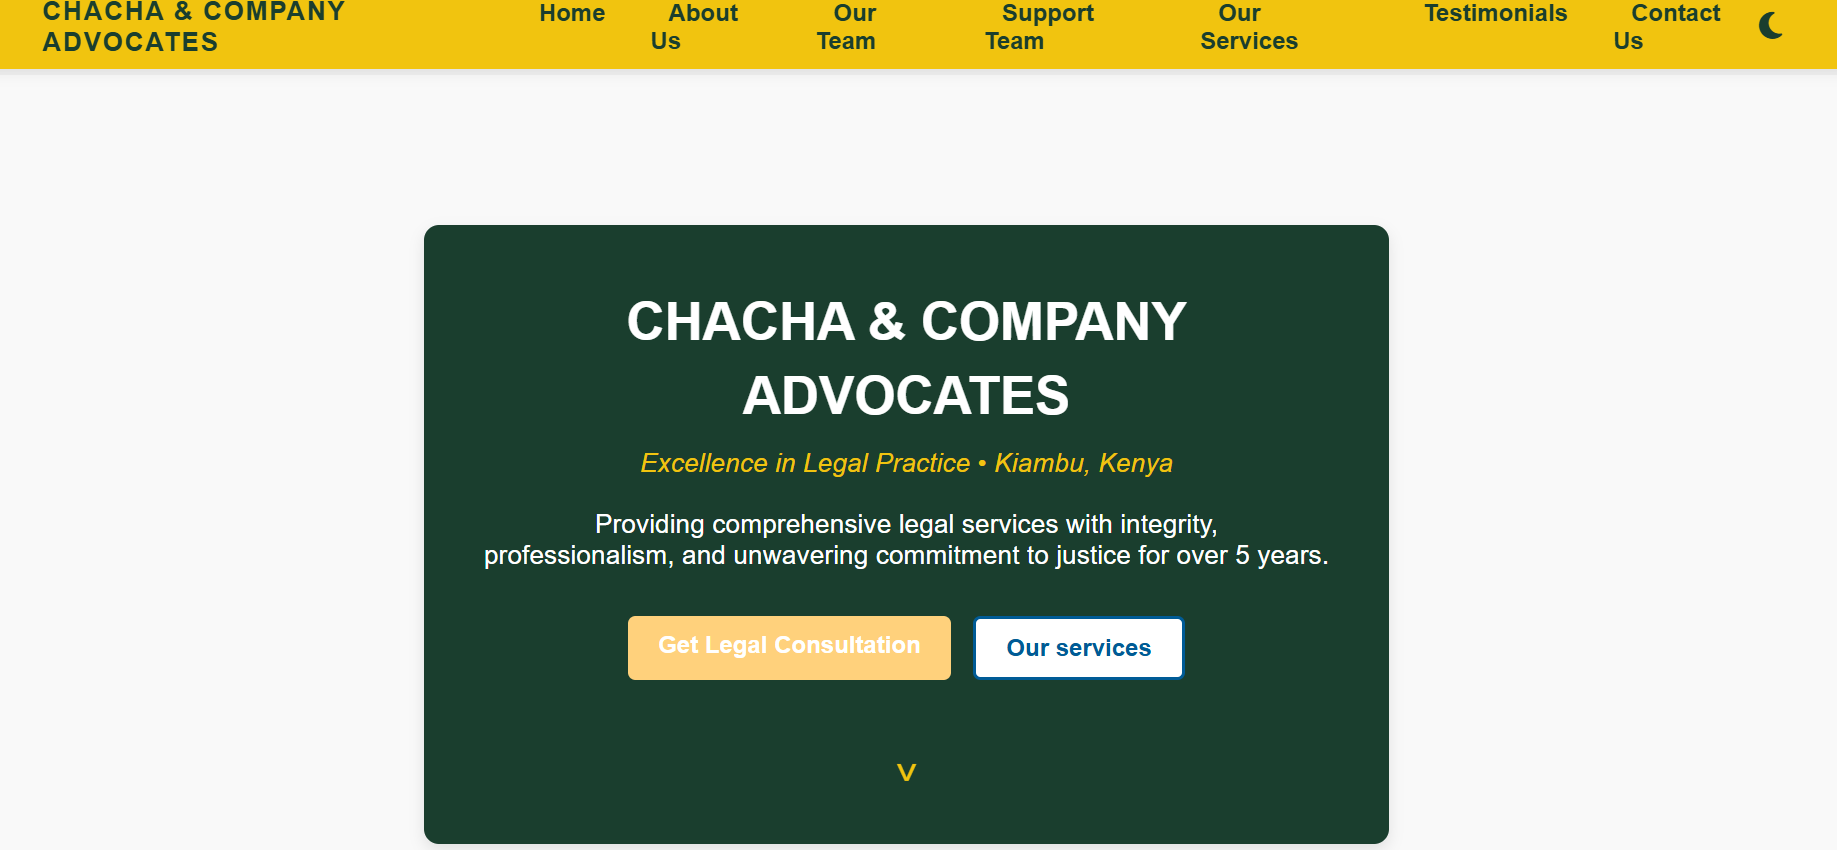 CHACHA & COMPANY
ADVOCATES
Home
About
Us
Our
Team
Support
Team
Our
Services
Testimonials
Contact
Us
CHACHA & COMPANY
ADVOCATES
Excellence in Legal Practice • Kiambu, Kenya
Providing comprehensive legal services with integrity,
professionalism, and unwavering commitment to justice for over 5 years.
Get Legal Consultation
Our services
v